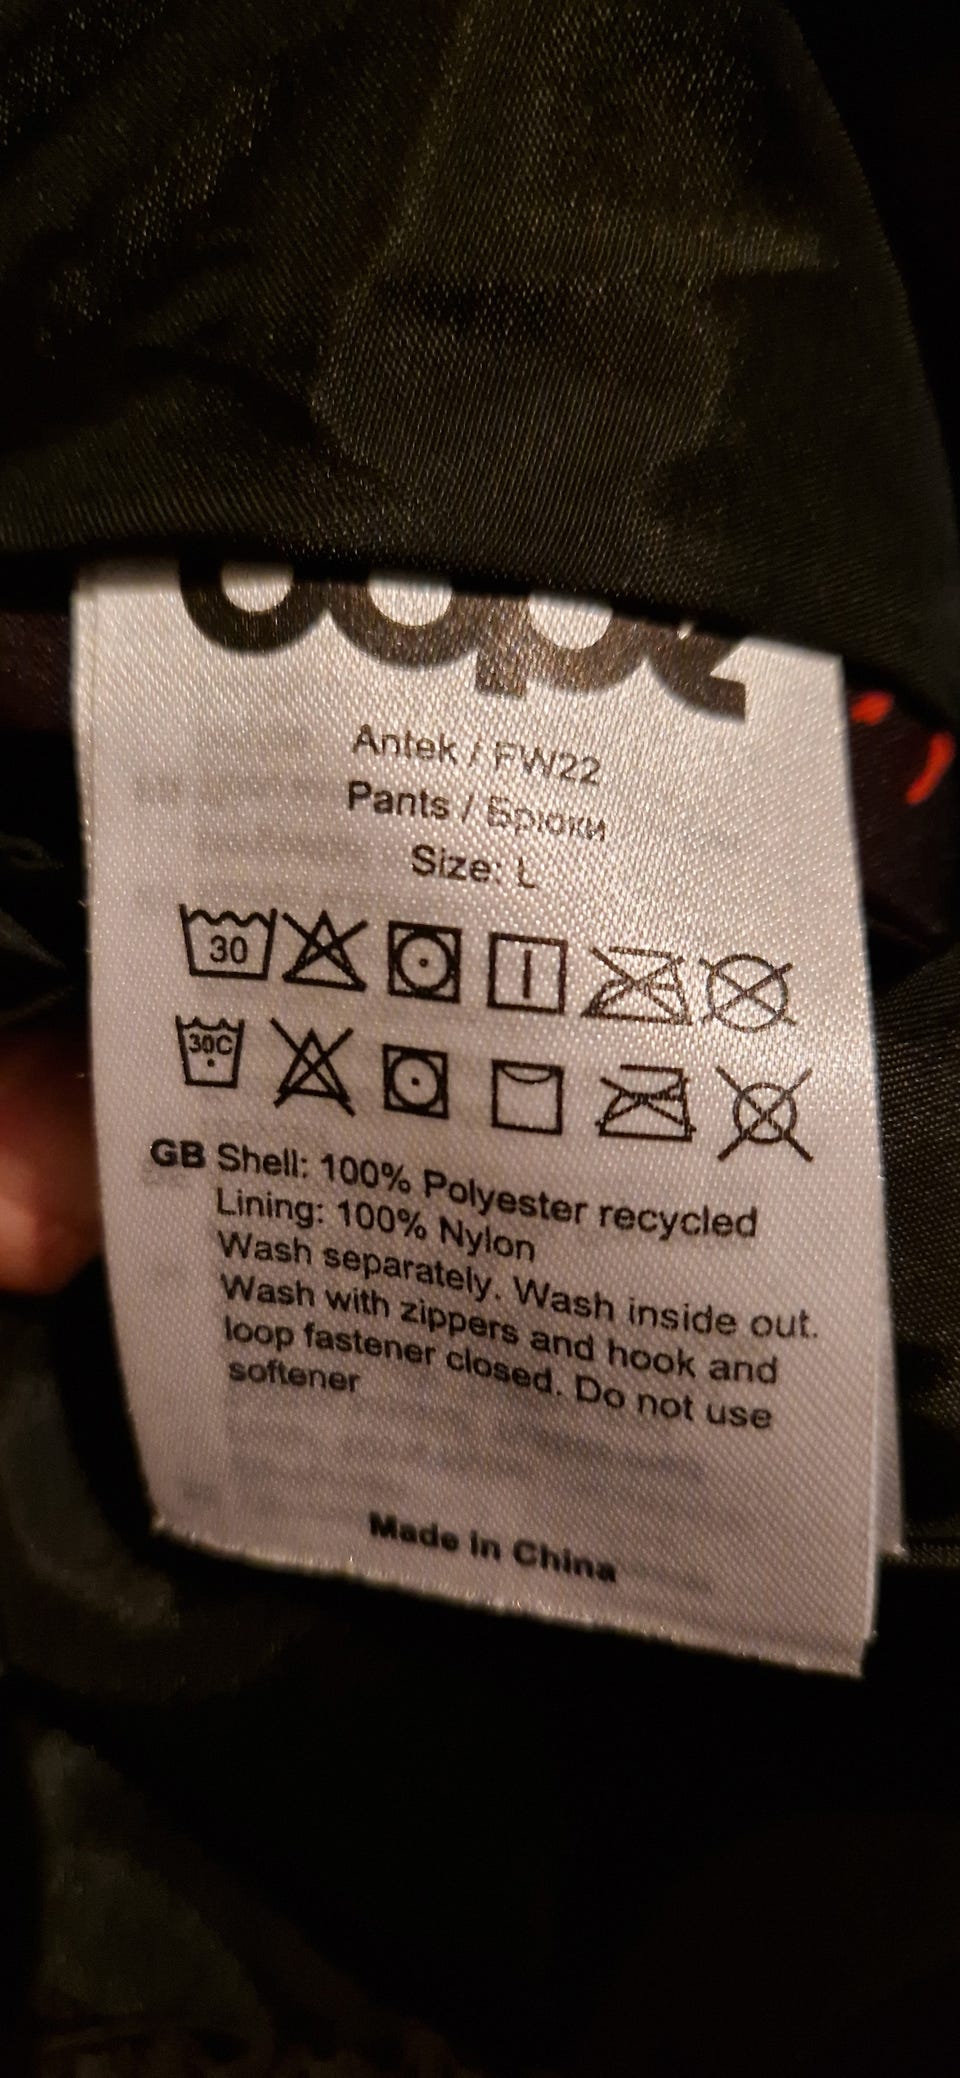 Antek / FW22
Pants / Брюки
Size: L
30
30C
GB Shell: 100% Polyester recycled
Lining: 100% Nylon
Wash separately. Wash inside out.
Wash with zippers and hook and
loop fastener closed. Do not use
softener
Made in China